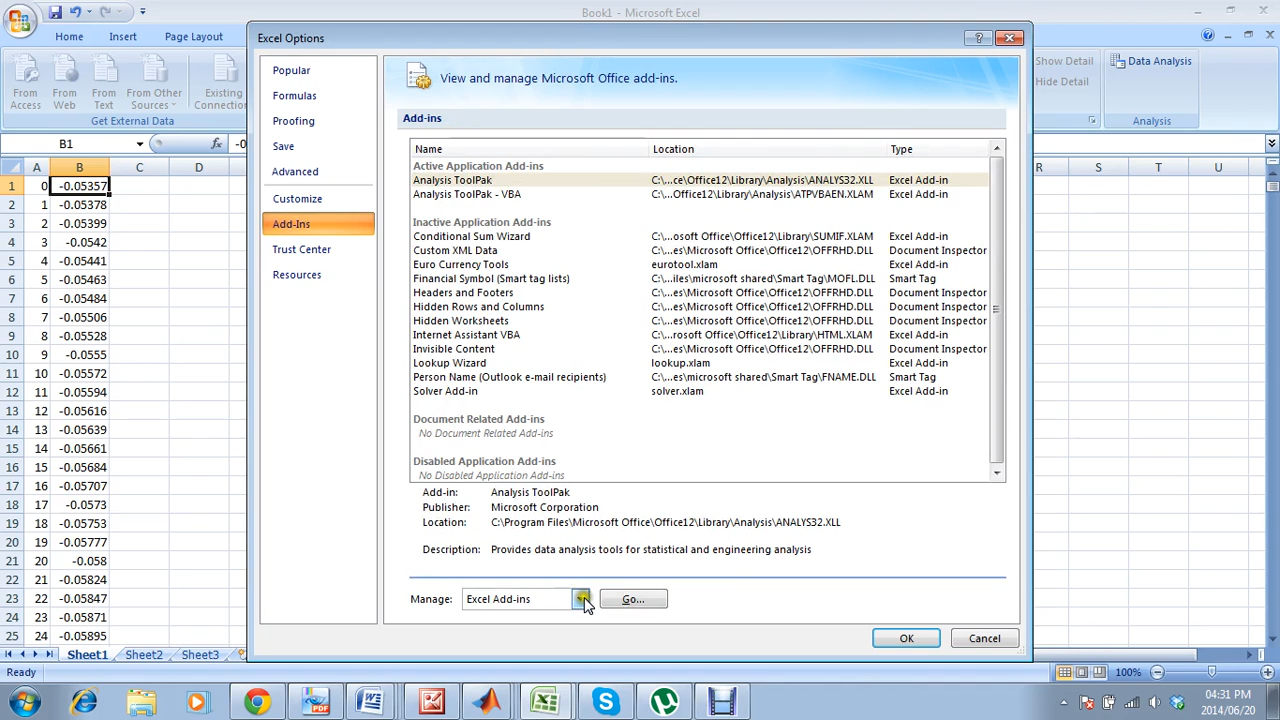 Book1 - Microsoft Excel
Home Insert Page Layout
From Access
From Web
From Text
From Other Sources
Existing Connection
Get External Data
Show Detail
Hide Detail
Data Analysis
Analysis
B1 fx -0
A B C D R S T U
1 0 -0.05357
2 1 -0.05378
3 2 -0.05399
4 3 -0.0542
5 4 -0.05441
6 5 -0.05463
7 6 -0.05484
8 7 -0.05506
9 8 -0.05528
10 9 -0.0555
11 10 -0.05572
12 11 -0.05594
13 12 -0.05616
14 13 -0.05639
15 14 -0.05661
16 15 -0.05684
17 16 -0.05707
18 17 -0.0573
19 18 -0.05753
20 19 -0.05777
21 20 -0.058
22 21 -0.05824
23 22 -0.05847
24 23 -0.05871
25 24 -0.05895
Sheet1 Sheet2 Sheet3
Ready
100%
Excel Options
Popular
Formulas
Proofing
Save
Advanced
Customize
Add-Ins
Trust Center
Resources
View and manage Microsoft Office add-ins.
Add-ins
Name Location Type
Active Application Add-ins
Analysis ToolPak C:\...ce\Office12\Library\Analysis\ANALYS32.XLL Excel Add-in
Analysis ToolPak - VBA C:\...Office12\Library\Analysis\ATPVBAEN.XLAM Excel Add-in
Inactive Application Add-ins
Conditional Sum Wizard C:\...osoft Office\Office12\Library\SUMIF.XLAM Excel Add-in
Custom XML Data C:\...es\Microsoft Office\Office12\OFFRHD.DLL Document Inspector
Euro Currency Tools eurotool.xlam Excel Add-in
Financial Symbol (Smart tag lists) C:\...iles\microsoft shared\Smart Tag\MOFL.DLL Smart Tag
Headers and Footers C:\...es\Microsoft Office\Office12\OFFRHD.DLL Document Inspector
Hidden Rows and Columns C:\...es\Microsoft Office\Office12\OFFRHD.DLL Document Inspector
Hidden Worksheets C:\...es\Microsoft Office\Office12\OFFRHD.DLL Document Inspector
Internet Assistant VBA C:\...rosoft Office\Office12\Library\HTML.XLAM Excel Add-in
Invisible Content C:\...es\Microsoft Office\Office12\OFFRHD.DLL Document Inspector
Lookup Wizard lookup.xlam Excel Add-in
Person Name (Outlook e-mail recipients) C:\...es\microsoft shared\Smart Tag\FNAME.DLL Smart Tag
Solver Add-in solver.xlam Excel Add-in
Document Related Add-ins
No Document Related Add-ins
Disabled Application Add-ins
No Disabled Application Add-ins
Add-in: Analysis ToolPak
Publisher: Microsoft Corporation
Location: C:\Program Files\Microsoft Office\Office12\Library\Analysis\ANALYS32.XLL
Description: Provides data analysis tools for statistical and engineering analysis
Manage: Excel Add-ins Go...
OK Cancel
04:31 PM
2014/06/20